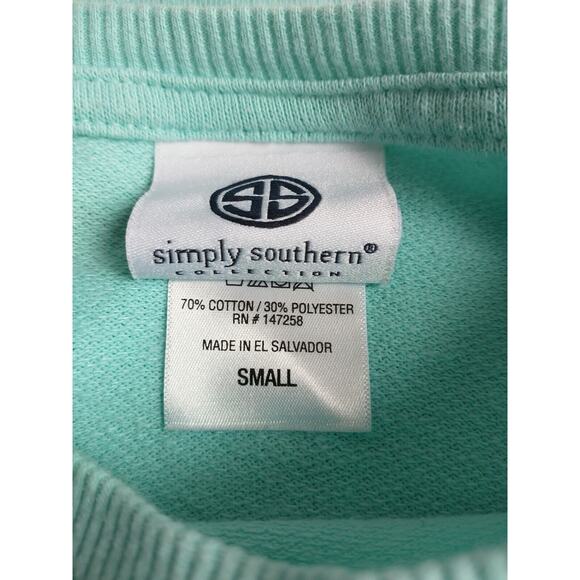 SS
simply southern®
COLLECTION
70% COTTON / 30% POLYESTER
RN # 147258
MADE IN EL SALVADOR
SMALL